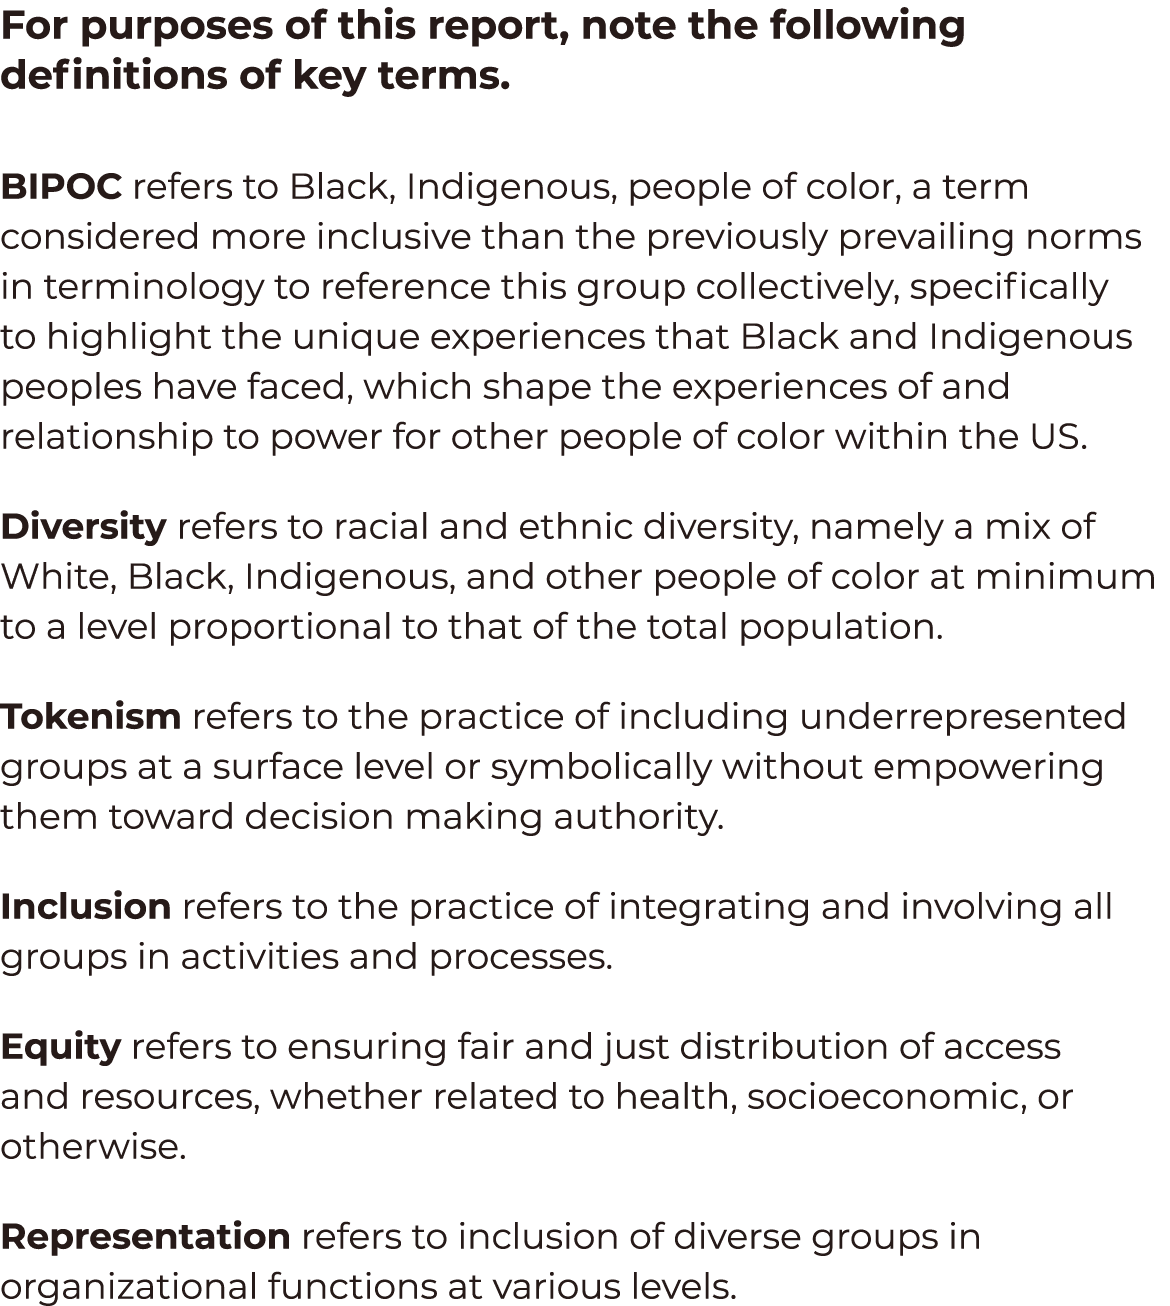 For purposes of this report, note the following
definitions of key terms.
BIPOC refers to Black, Indigenous, people of color, a term
considered more inclusive than the previously prevailing norms
in terminology to reference this group collectively, specifically
to highlight the unique experiences that Black and Indigenous
peoples have faced, which shape the experiences of and
relationship to power for other people of color within the US.
Diversity refers to racial and ethnic diversity, namely a mix of
White, Black, Indigenous, and other people of color at minimum
to a level proportional to that of the total population.
Tokenism refers to the practice of including underrepresented
groups at a surface level or symbolically without empowering
them toward decision making authority.
Inclusion refers to the practice of integrating and involving all
groups in activities and processes.
Equity refers to ensuring fair and just distribution of access
and resources, whether related to health, socioeconomic, or
otherwise.
Representation refers to inclusion of diverse groups in
organizational functions at various levels.